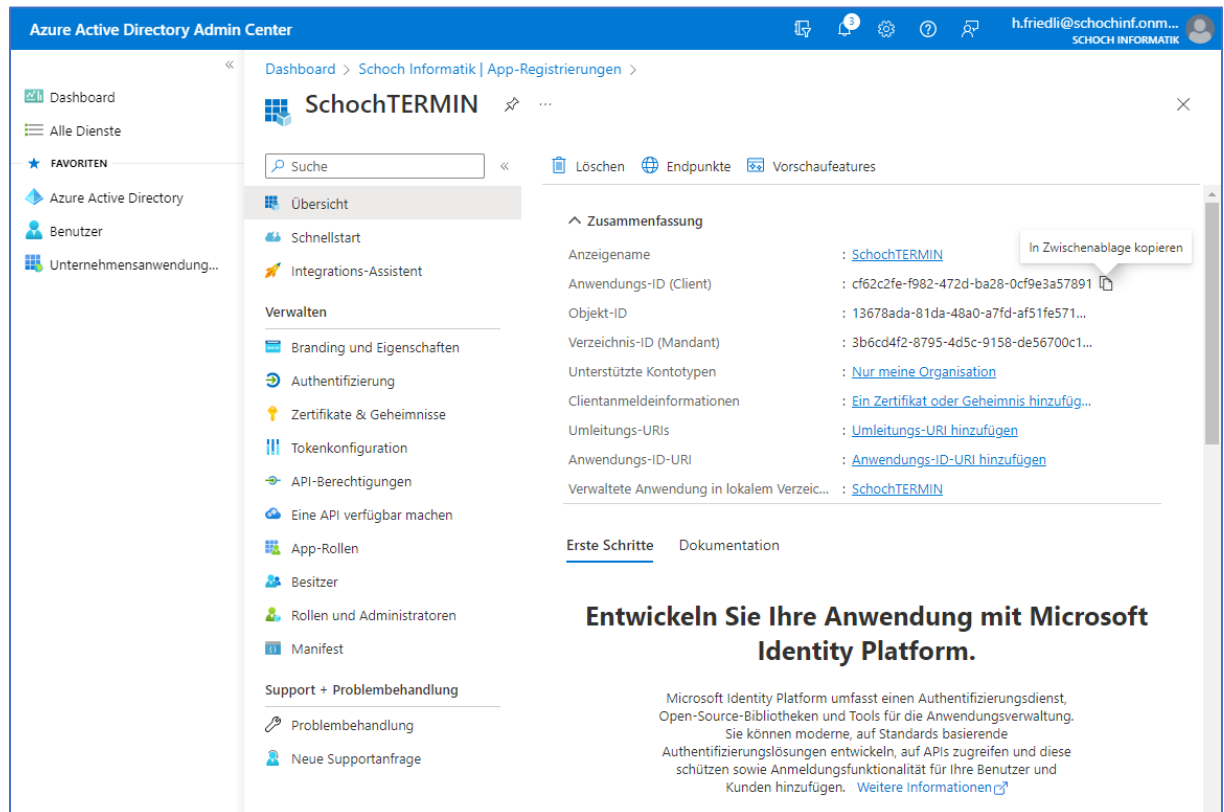 Azure Active Directory Admin Center
3
h.friedli@schochinf.onm...
SCHOCH INFORMATIK
«
Dashboard
Alle Dienste
FAVORITEN
Azure Active Directory
Benutzer
Unternehmensanwendung...
Dashboard > Schoch Informatik | App-Registrierungen >
SchochTERMIN
...
Suche
«
Übersicht
Schnellstart
Integrations-Assistent
Verwalten
Branding und Eigenschaften
Authentifizierung
Zertifikate & Geheimnisse
Tokenkonfiguration
API-Berechtigungen
Eine API verfügbar machen
App-Rollen
Besitzer
Rollen und Administratoren
Manifest
Support + Problembehandlung
Problembehandlung
Neue Supportanfrage
Löschen Endpunkte Vorschaufeatures
Zusammenfassung
In Zwischenablage kopieren
Anzeigename : SchochTERMIN
Anwendungs-ID (Client) : cf62c2fe-f982-472d-ba28-0cf9e3a57891
Objekt-ID : 13678ada-81da-48a0-a7fd-af51fe571...
Verzeichnis-ID (Mandant) : 3b6cd4f2-8795-4d5c-9158-de56700c1...
Unterstützte Kontotypen : Nur meine Organisation
Clientanmeldeinformationen : Ein Zertifikat oder Geheimnis hinzufüg...
Umleitungs-URIs : Umleitungs-URI hinzufügen
Anwendungs-ID-URI : Anwendungs-ID-URI hinzufügen
Verwaltete Anwendung in lokalem Verzeic... : SchochTERMIN
Erste Schritte Dokumentation
Entwickeln Sie Ihre Anwendung mit Microsoft
Identity Platform.
Microsoft Identity Platform umfasst einen Authentifizierungsdienst,
Open-Source-Bibliotheken und Tools für die Anwendungsverwaltung.
Sie können moderne, auf Standards basierende
Authentifizierungslösungen entwickeln, auf APIs zugreifen und diese
schützen sowie Anmeldungsfunktionalität für Ihre Benutzer und
Kunden hinzufügen. Weitere Informationen